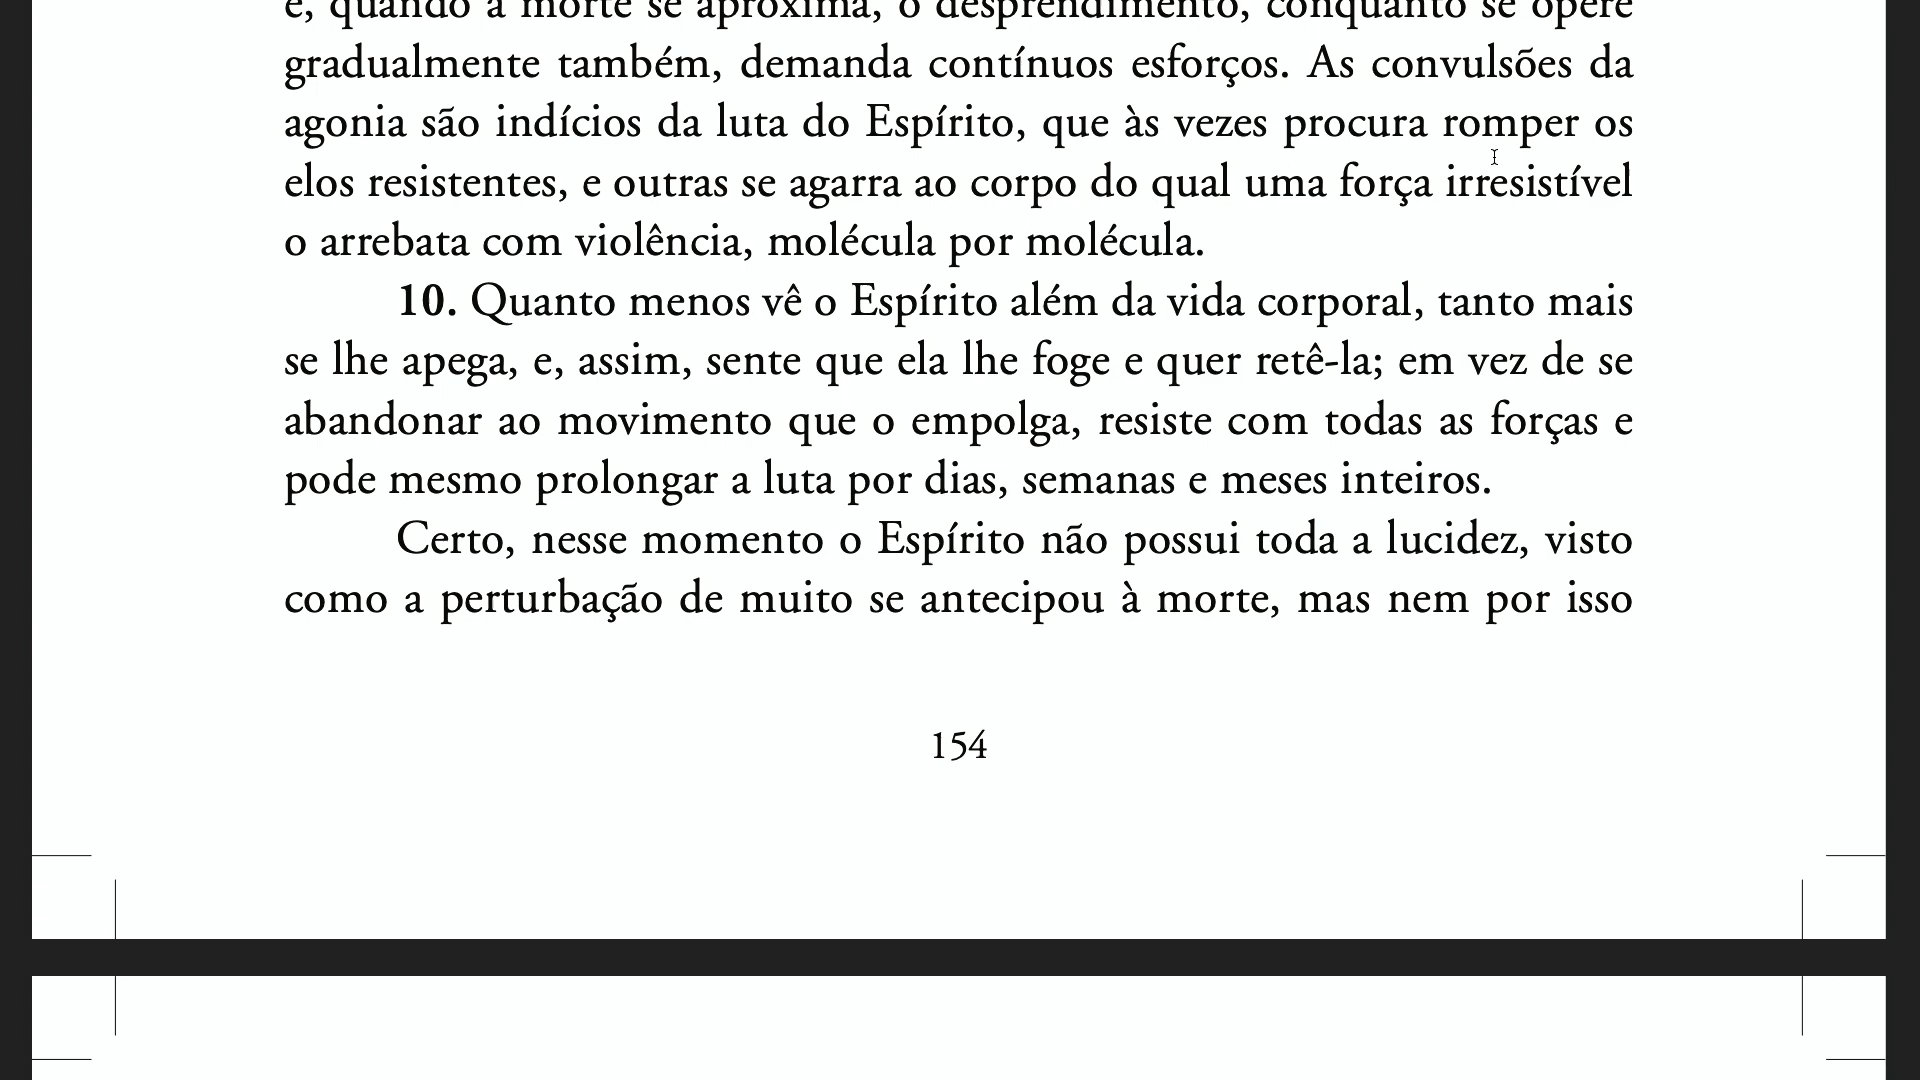 e, quando a morte se aproxima, o desprendimento, conquanto se opere
gradualmente também, demanda contínuos esforços. As convulsões da
agonia são indícios da luta do Espírito, que às vezes procura romper os
elos resistentes, e outras se agarra ao corpo do qual uma força irresistível
o arrebata com violência, molécula por molécula.
10. Quanto menos vê o Espírito além da vida corporal, tanto mais
se lhe apega, e, assim, sente que ela lhe foge e quer retê-la; em vez de se
abandonar ao movimento que o empolga, resiste com todas as forças e
pode mesmo prolongar a luta por dias, semanas e meses inteiros.
Certo, nesse momento o Espírito não possui toda a lucidez, visto
como a perturbação de muito se antecipou à morte, mas nem por isso
154